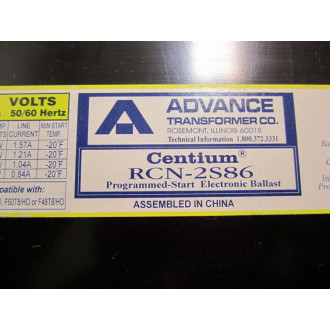 VOLTS
50/60 Hertz
LINE MIN START
CURRENT TEMP.
1.57A -20°F
1.21A -20°F
1.04A -20°F
0.84A -20°F
patible with:
F60T8/HO or F48T8/HO
ADVANCE
TRANSFORMER CO.
ROSEMONT, ILLINOIS 60018
Technical Information 1.800.372.3331
Centium®
RCN-2S86
Programmed-Start Electronic Ballast
ASSEMBLED IN CHINA